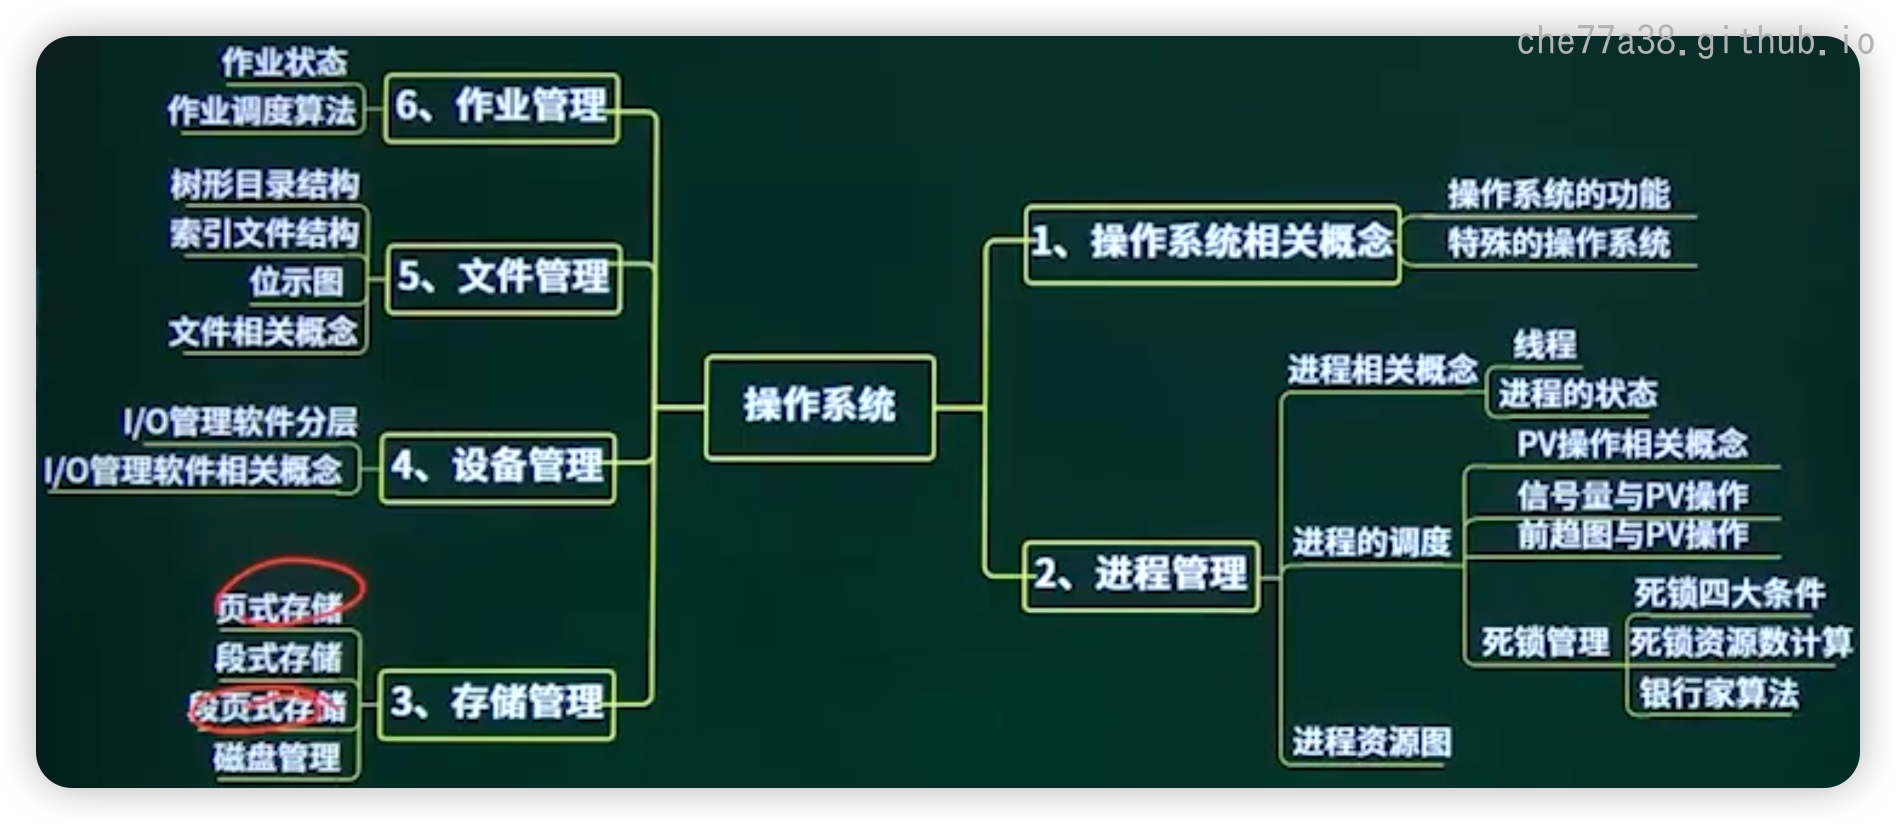 che77a38.github.io
操作系统
1、操作系统相关概念
操作系统的功能
特殊的操作系统
2、进程管理
进程相关概念
线程
进程的状态
进程的调度
PV操作相关概念
信号量与PV操作
前趋图与PV操作
死锁管理
死锁四大条件
死锁资源数计算
银行家算法
进程资源图
3、存储管理
页式存储
段式存储
段页式存储
磁盘管理
4、设备管理
I/O管理软件分层
I/O管理软件相关概念
5、文件管理
树形目录结构
索引文件结构
位示图
文件相关概念
6、作业管理
作业状态
作业调度算法